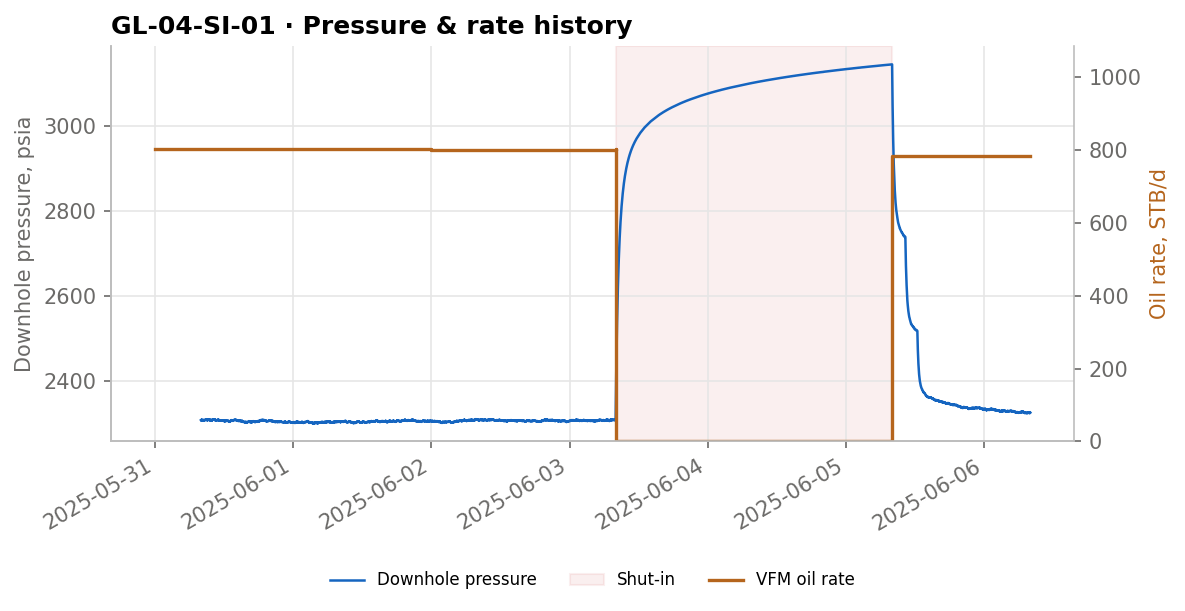 GL-04-SI-01 · Pressure & rate history
Downhole pressure, psia
3000
2800
2600
2400
1000
800
600
400
200
0
Oil rate, STB/d
2025-05-31
2025-06-01
2025-06-02
2025-06-03
2025-06-04
2025-06-05
2025-06-06
Downhole pressure
Shut-in
VFM oil rate